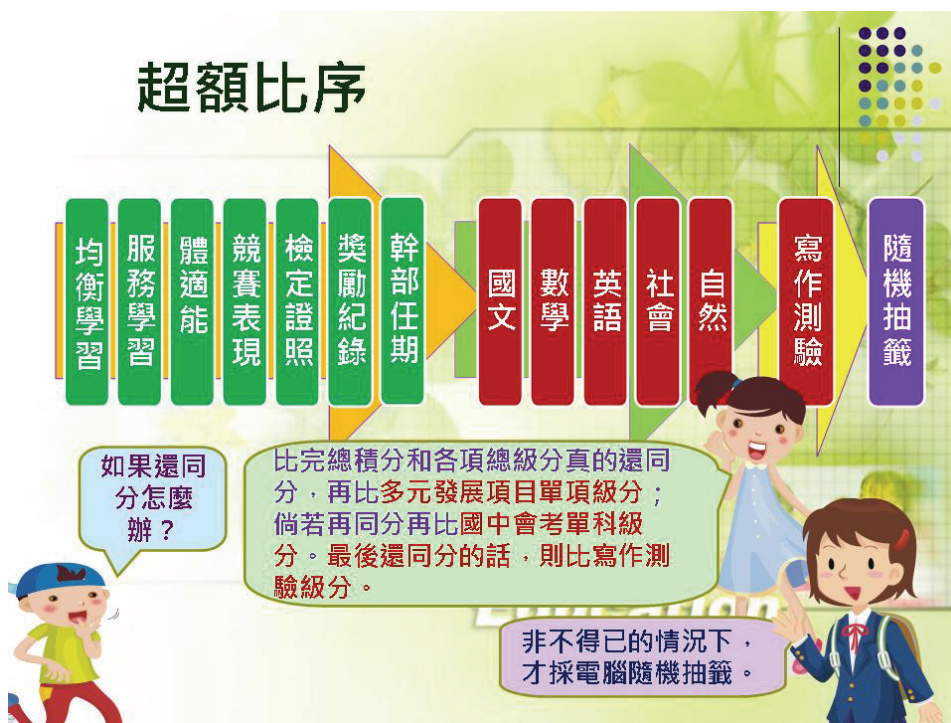 超額比序
均衡學習
服務學習
體適能
競賽表現
檢定證照
獎勵紀錄
幹部任期
國文
數學
英語
社會
自然
寫作測驗
隨機抽籤
如果還同
分怎麼
辦？
比完總積分和各項總級分真的還同
分，再比多元發展項目單項級分；
倘若再同分再比國中會考單科級
分。最後還同分的話，則比寫作測
驗級分。
Education
非不得已的情況下，
才採電腦隨機抽籤。